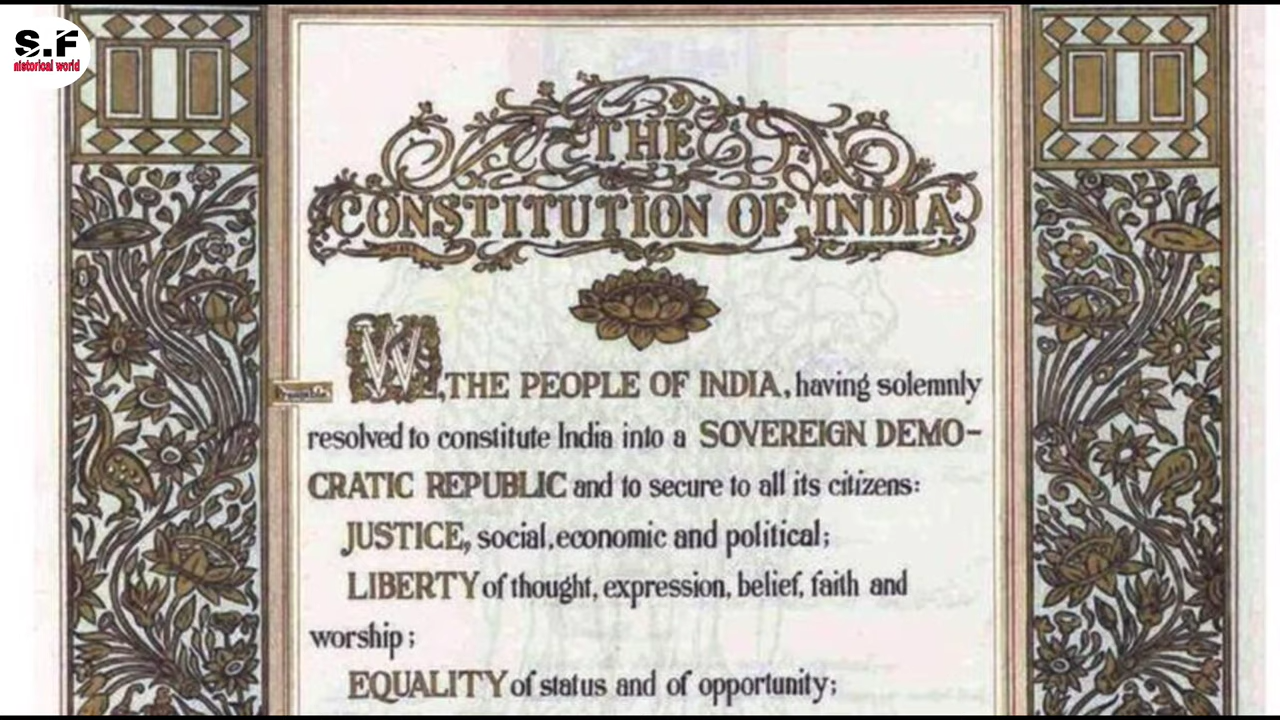 S.F
historical world
THE
CONSTITUTION OF INDIA
Preamble.
WE, THE PEOPLE OF INDIA, having solemnly
resolved to constitute India into a SOVEREIGN DEMO-
CRATIC REPUBLIC and to secure to all its citizens:
JUSTICE, social, economic and political;
LIBERTY of thought, expression, belief, faith and
worship;
EQUALITY of status and of opportunity;